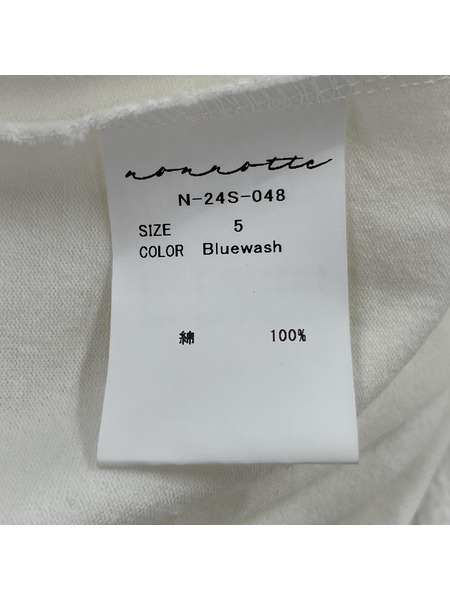 nonnotte
N-24S-048
SIZE 5
COLOR Bluewash
綿 100%